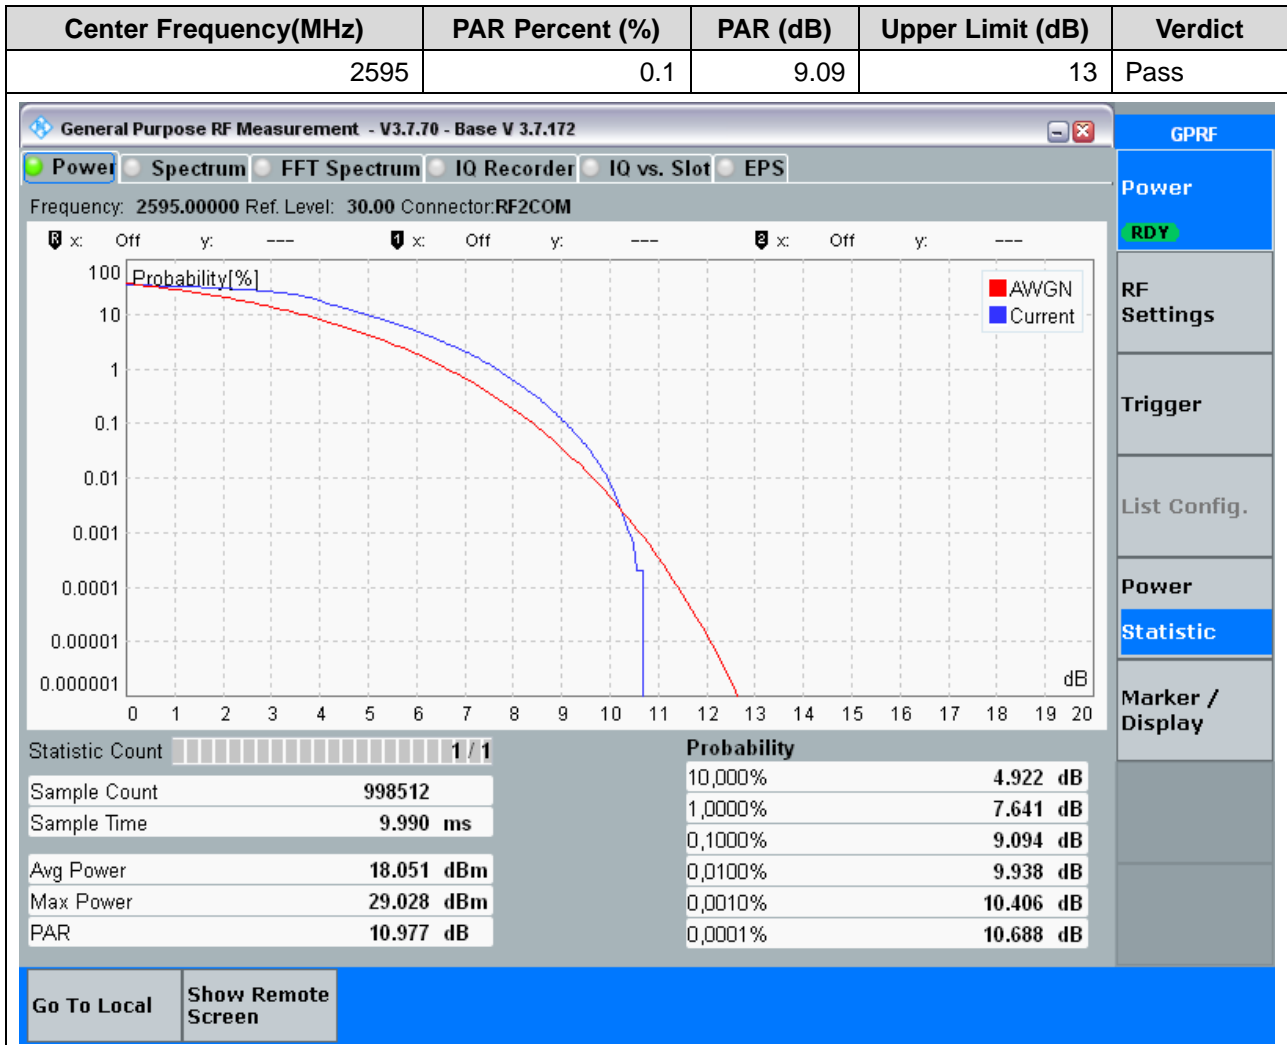 Center Frequency(MHz) PAR Percent (%) PAR (dB) Upper Limit (dB) Verdict
2595 0.1 9.09 13 Pass
General Purpose RF Measurement - V3.7.70 - Base V 3.7.172
GPRF
Power Spectrum FFT Spectrum IQ Recorder IQ vs. Slot EPS
Power
RDY
Frequency: 2595.00000 Ref. Level: 30.00 Connector:RF2COM
R x: Off y: --- 1 x: Off y: --- 2 x: Off y: ---
Probability[%]
AWGN
Current
100
10
1
0.1
0.01
0.001
0.0001
0.00001
0.000001
dB
0 1 2 3 4 5 6 7 8 9 10 11 12 13 14 15 16 17 18 19 20
RF
Settings
Trigger
List Config.
Power
Statistic
Marker /
Display
Statistic Count 1 / 1
Sample Count 998512
Sample Time 9.990 ms
Avg Power 18.051 dBm
Max Power 29.028 dBm
PAR 10.977 dB
Probability
10,000% 4.922 dB
1,0000% 7.641 dB
0,1000% 9.094 dB
0,0100% 9.938 dB
0,0010% 10.406 dB
0,0001% 10.688 dB
Go To Local
Show Remote
Screen